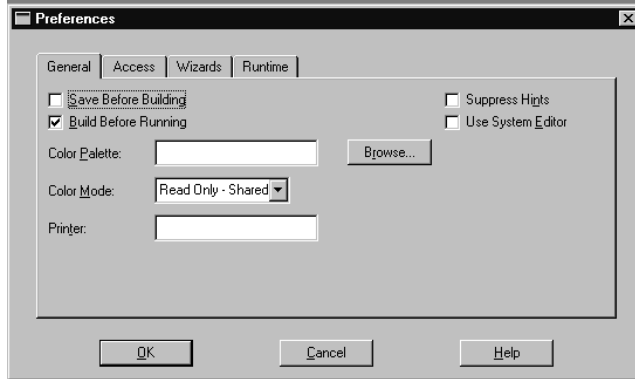 Preferences
General Access Wizards Runtime
Save Before Building Suppress Hints
Build Before Running Use System Editor
Color Palette: Browse...
Color Mode: Read Only - Shared
Printer:
OK Cancel Help